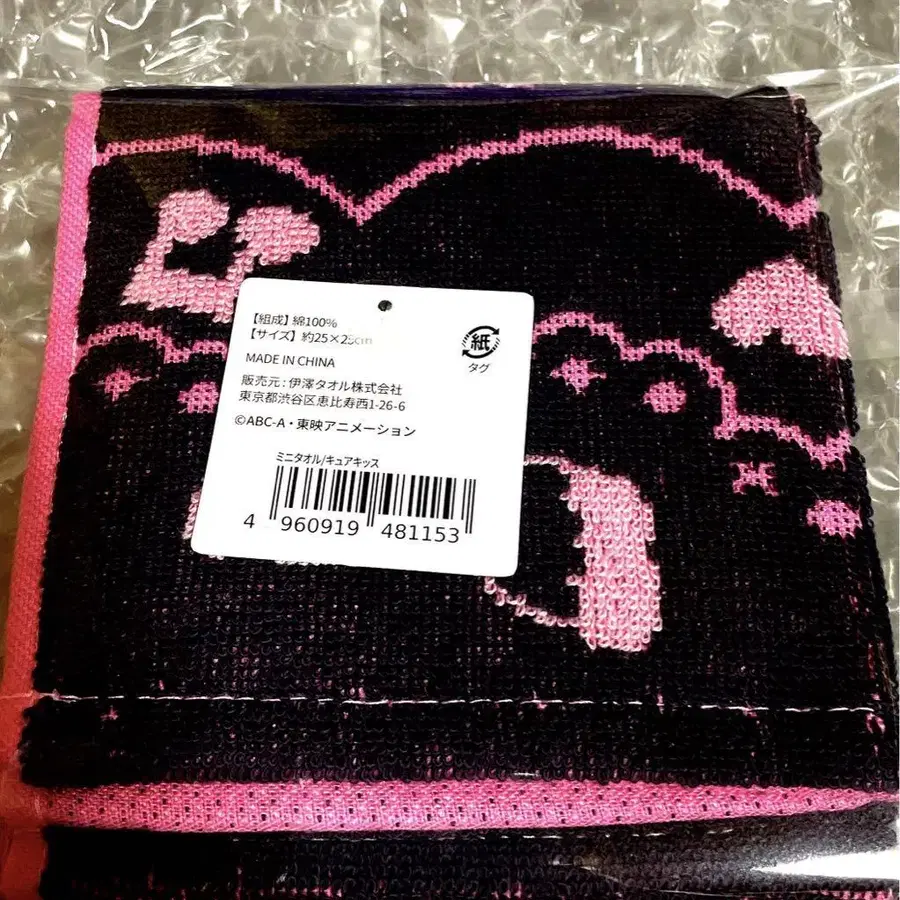 【組成】綿100%
【サイズ】約25×25cm
MADE IN CHINA
販売元:伊澤タオル株式会社
東京都渋谷区恵比寿西1-26-6
©ABC-A・東映アニメーション
紙
タグ
ミニタオル/キュアキッス
4 960919 481153